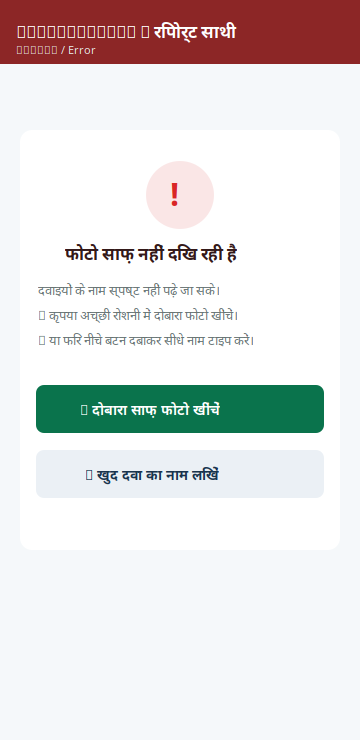 रिपोर्ट साथी
/ Error
!
फोटो साफ़ नहीं दिख रही है
दवाइयों के नाम स्पष्ट नहीं पढ़े जा सके।
कृपया अच्छी रोशनी में दोबारा फोटो खींचें।
या फिर नीचे बटन दबाकर सीधे नाम टाइप करें।
दोबारा साफ़ फोटो खींचें
खुद दवा का नाम लिखें